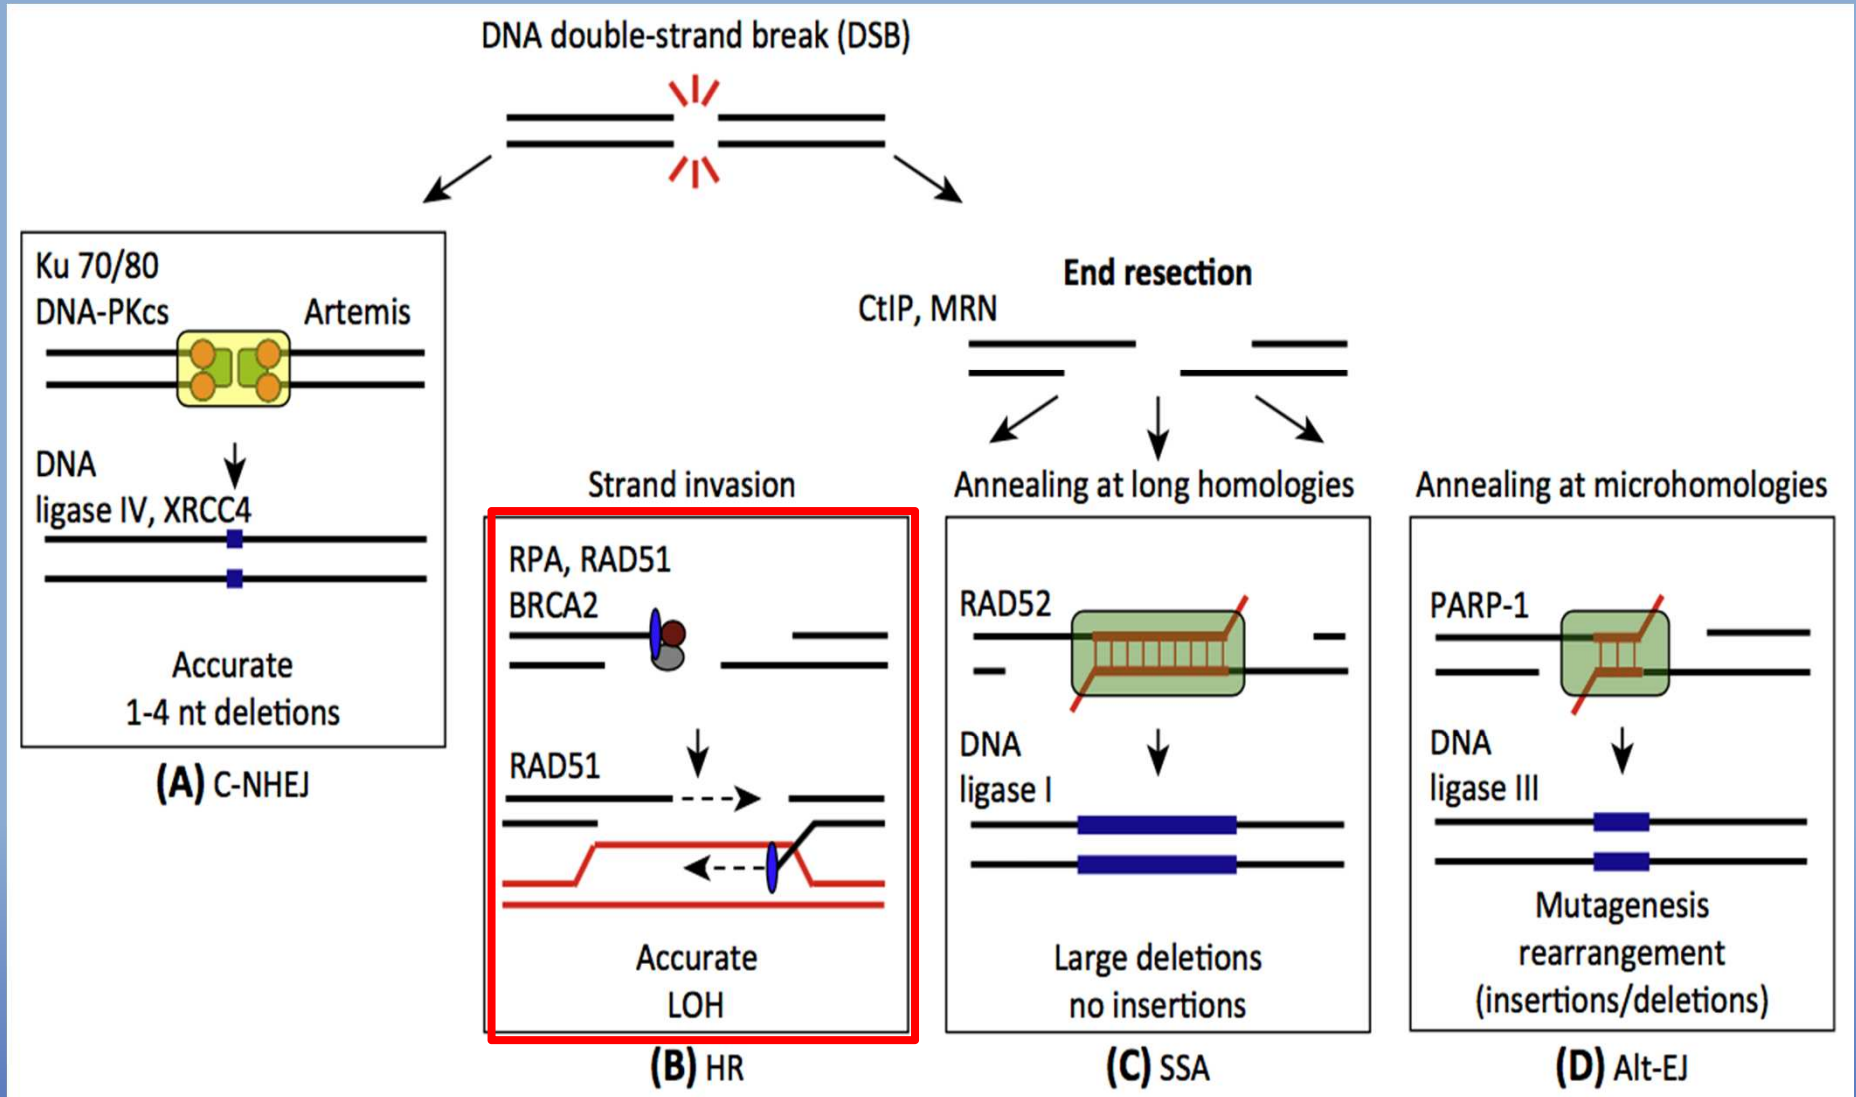 DNA double-strand break (DSB)
Ku 70/80
DNA-PKcs
Artemis
DNA
ligase IV, XRCC4
Accurate
1-4 nt deletions
(A) C-NHEJ
End resection
CtIP, MRN
Strand invasion
RPA, RAD51
BRCA2
RAD51
Accurate
LOH
(B) HR
Annealing at long homologies
RAD52
DNA
ligase I
Large deletions
no insertions
(C) SSA
Annealing at microhomologies
PARP-1
DNA
ligase III
Mutagenesis
rearrangement
(insertions/deletions)
(D) Alt-EJ